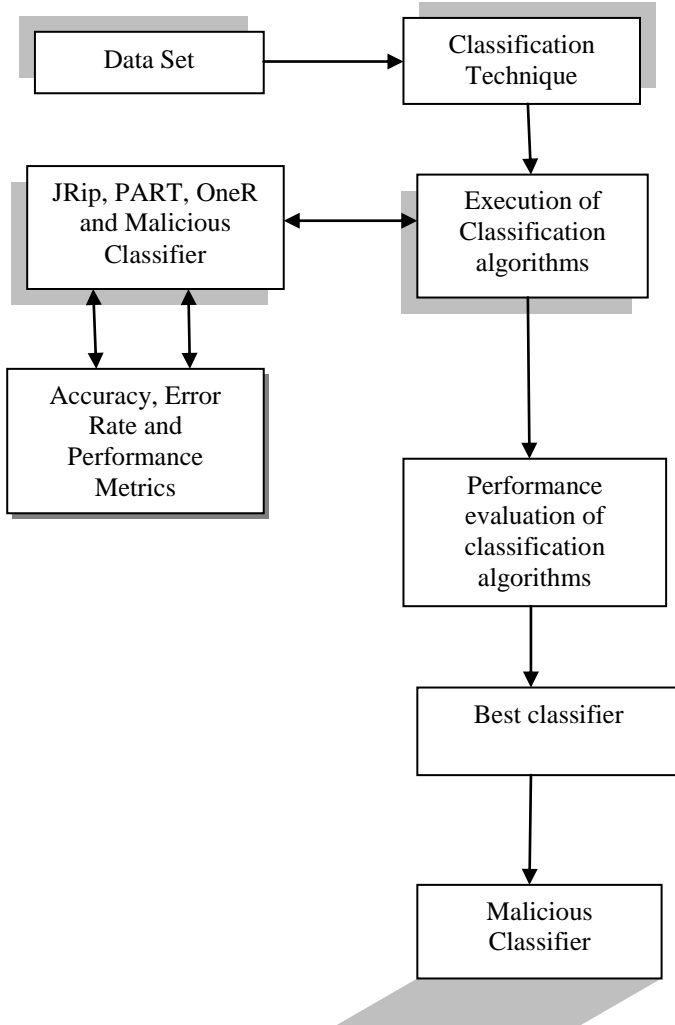 Data Set
Classification
Technique
JRip, PART, OneR
and Malicious
Classifier
Execution of
Classification
algorithms
Accuracy, Error
Rate and
Performance
Metrics
Performance
evaluation of
classification
algorithms
Best classifier
Malicious
Classifier